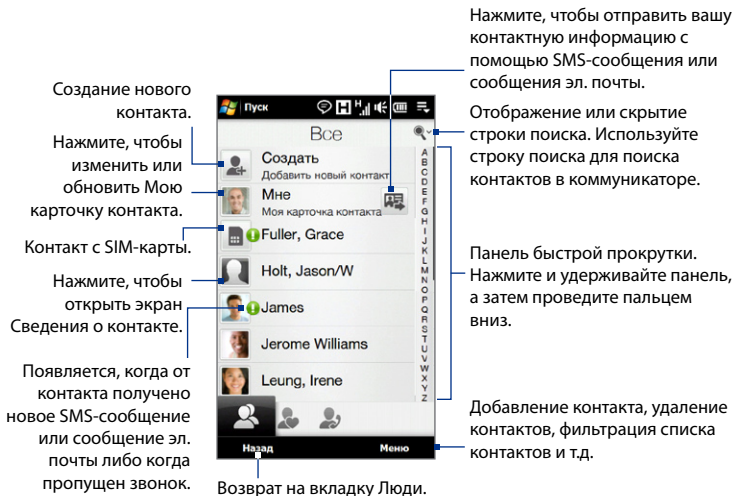 Нажмите, чтобы отправить вашу
контактную информацию с
помощью SMS-сообщения или
сообщения эл. почты.
Создание нового
контакта.
Нажмите, чтобы
изменить или
обновить Мою
карточку контакта.
Контакт с SIM-карты.
Нажмите, чтобы
открыть экран
Сведения о контакте.
Появляется, когда от
контакта получено
новое SMS-сообщение
или сообщение эл.
почты либо когда
пропущен звонок.
Пуск
H
H
Все
Создать
Добавить новый контакт
Мне
Моя карточка контакта
Fuller, Grace
Holt, Jason/W
James
Jerome Williams
Leung, Irene
A
B
C
D
E
F
G
H
I
J
K
L
M
N
O
P
Q
R
S
T
U
V
W
X
Y
Z
Назад
Меню
Отображение или скрытие
строки поиска. Используйте
строку поиска для поиска
контактов в коммуникаторе.
Панель быстрой прокрутки.
Нажмите и удерживайте панель,
а затем проведите пальцем
вниз.
Добавление контакта, удаление
контактов, фильтрация списка
контактов и т.д.
Возврат на вкладку Люди.